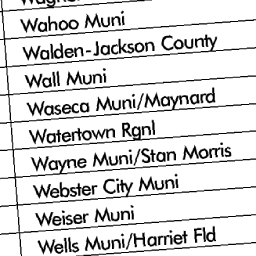 Wahoo Muni
Walden-Jackson County
Wall Muni
Waseca Muni/Maynard
Watertown Rgnl
Wayne Muni/Stan Morris
Webster City Muni
Weiser Muni
Wells Muni/Harriet Fld